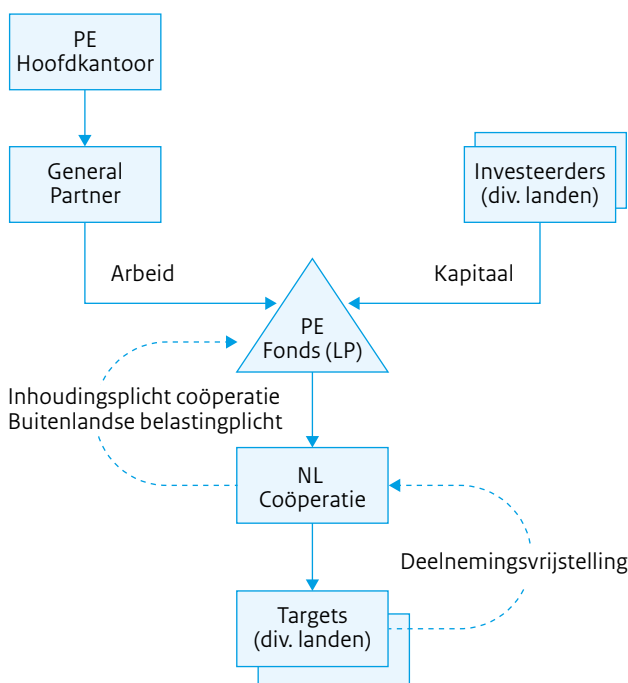 PE
Hoofdkantoor
General
Partner
Investeerders
(div. landen)
Arbeid
Kapitaal
PE
Fonds (LP)
Inhoudingsplicht coöperatie
Buitenlandse belastingplicht
NL
Coöperatie
Deelnemingsvrijstelling
Targets
(div. landen)